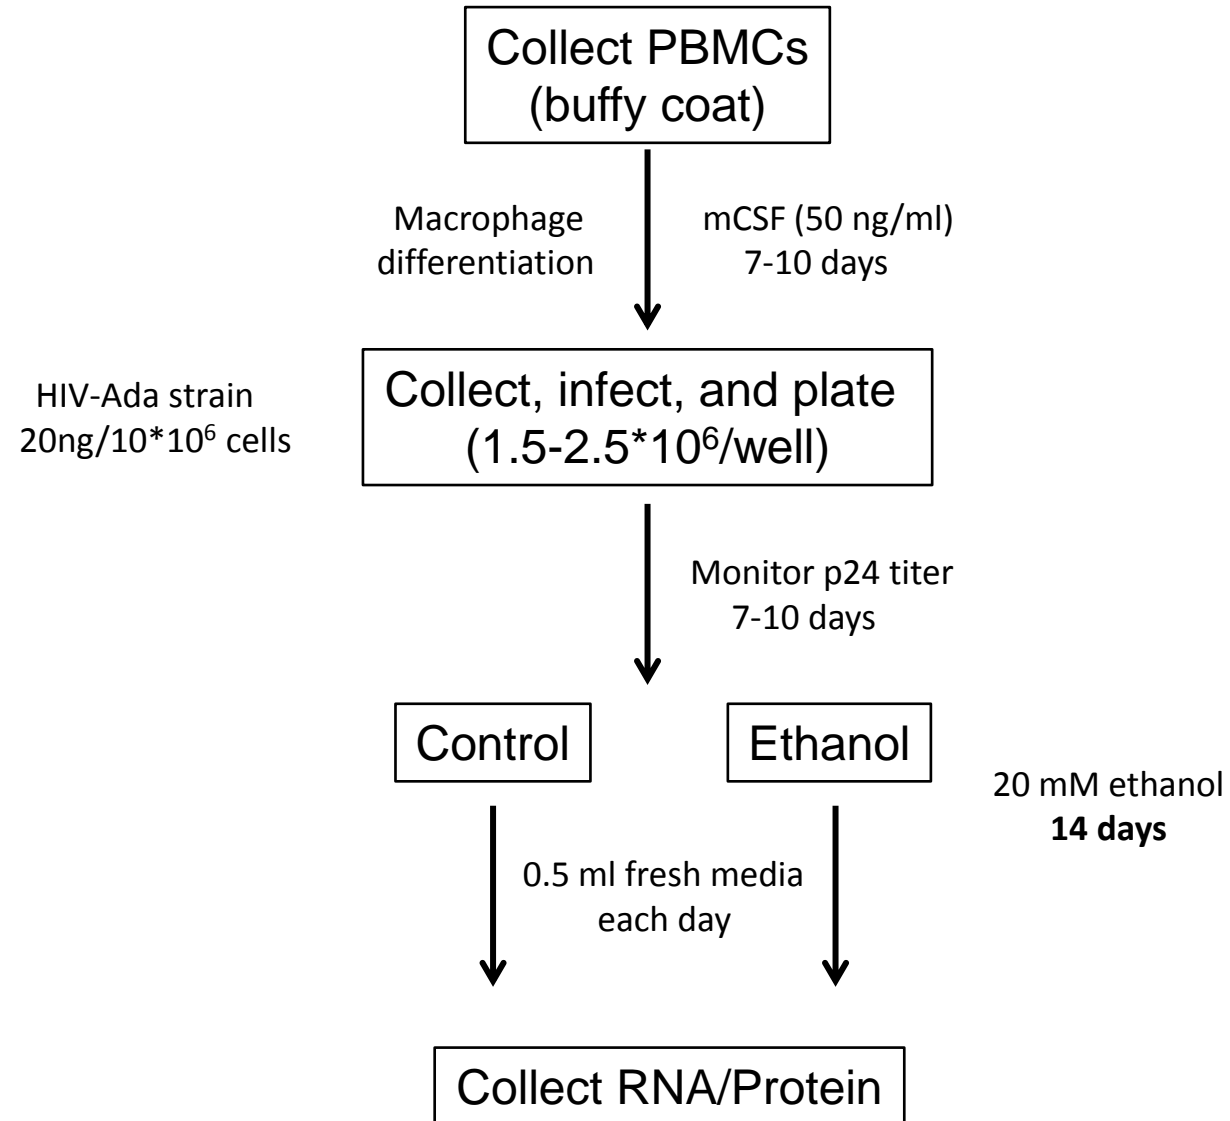 Collect PBMCs
(buffy coat)
Macrophage
differentiation
mCSF (50 ng/ml)
7-10 days
HIV-Ada strain
20ng/10*10⁶ cells
Collect, infect, and plate
(1.5-2.5*10⁶/well)
Monitor p24 titer
7-10 days
Control
Ethanol
20 mM ethanol
14 days
0.5 ml fresh media
each day
Collect RNA/Protein